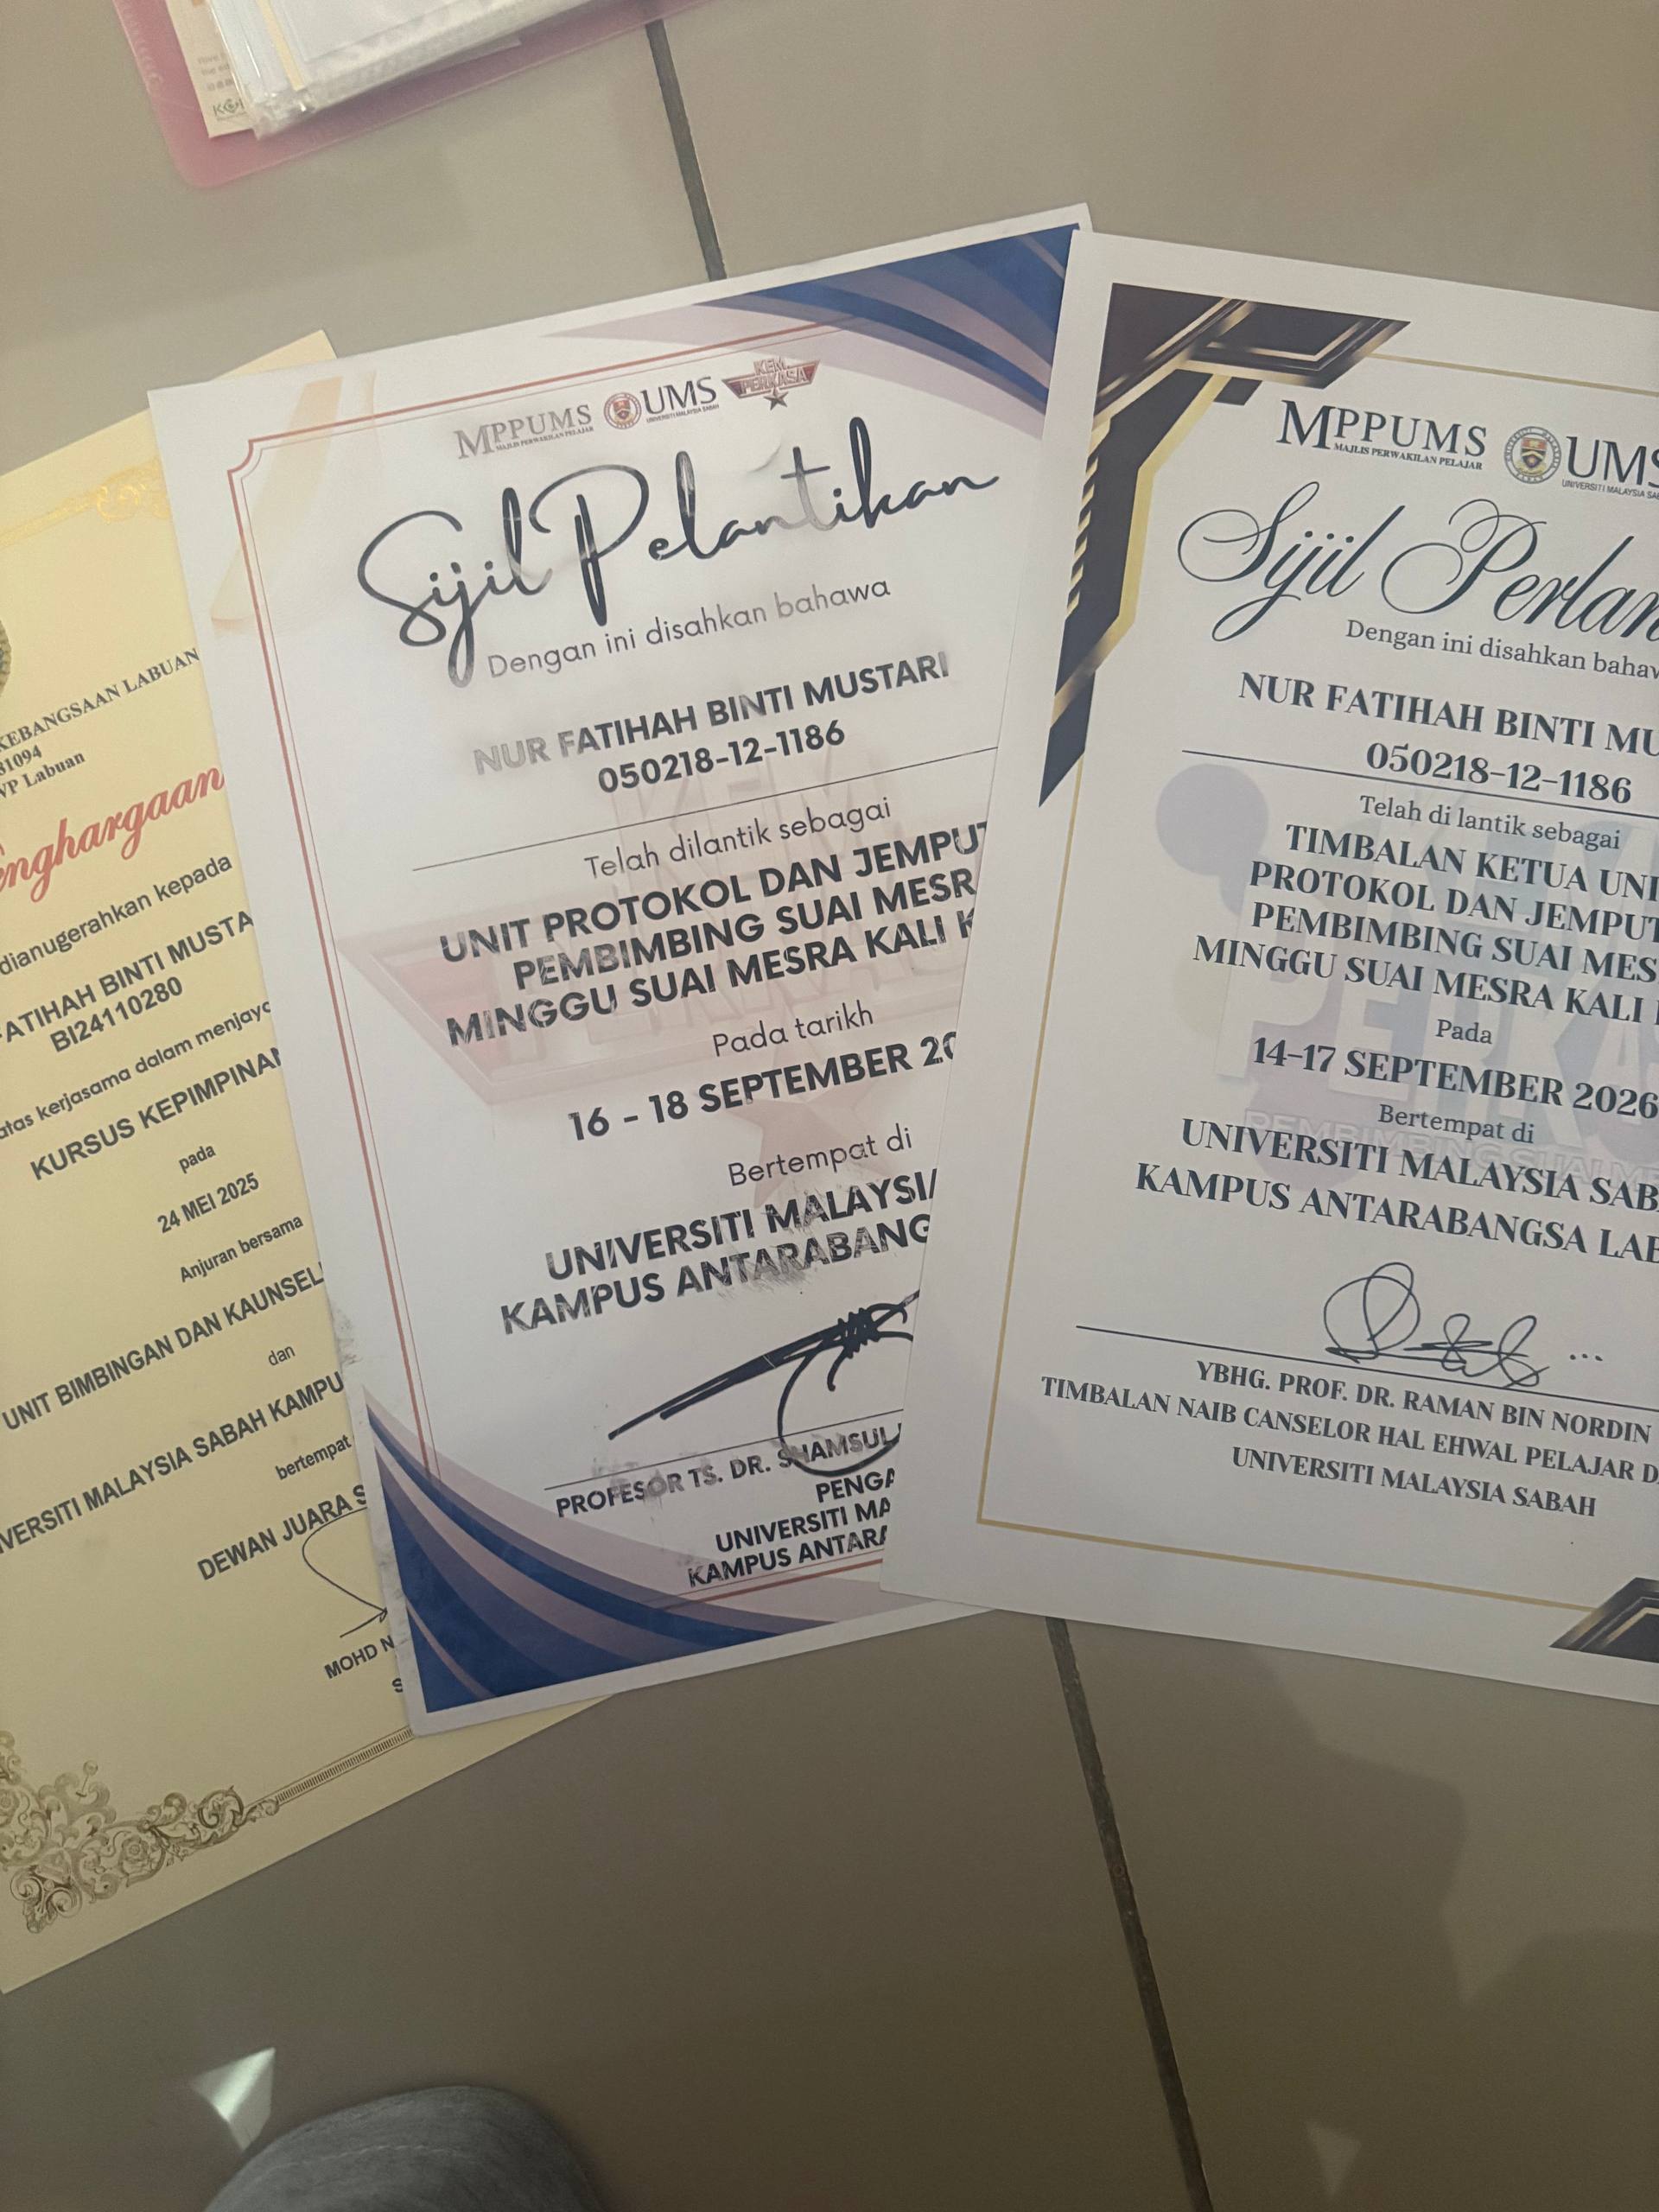 KEBANGSAAN LABUAN
81094
WP Labuan
Penghargaan
dianugerahkan kepada
FATIHAH BINTI MUSTA
BI24110280
atas kerjasama dalam menjaya
KURSUS KEPIMPINAN
pada
24 MEI 2025
Anjuran bersama
UNIT BIMBINGAN DAN KAUNSEL
dan
VERSITI MALAYSIA SABAH KAMPU
bertempat
DEWAN JUARA S
MOHD N
S
MPPUMS
MAJLIS PERWAKILAN PELAJAR
UMS
UNIVERSITI MALAYSIA SABAH
KEM
PERKASA
Sijil Pelantikan
Dengan ini disahkan bahawa
NUR FATIHAH BINTI MUSTARI
050218-12-1186
Telah dilantik sebagai
UNIT PROTOKOL DAN JEMPUT
PEMBIMBING SUAI MESR
MINGGU SUAI MESRA KALI K
Pada tarikh
16 - 18 SEPTEMBER 20
Bertempat di
UNIVERSITI MALAYSIA
KAMPUS ANTARABANG
PROFESOR TS. DR. SHAMSUL
PENGA
UNIVERSITI MA
KAMPUS ANTARA
MPPUMS
MAJLIS PERWAKILAN PELAJAR
UMS
UNIVERSITI MALAYSIA SA
Sijil Perlan
Dengan ini disahkan bahaw
NUR FATIHAH BINTI MU
050218-12-1186
Telah di lantik sebagai
TIMBALAN KETUA UNI
PROTOKOL DAN JEMPUT
PEMBIMBING SUAI MES
MINGGU SUAI MESRA KALI
Pada
14-17 SEPTEMBER 2026
Bertempat di
UNIVERSITI MALAYSIA SAB
KAMPUS ANTARABANGSA LAB
YBHG. PROF. DR. RAMAN BIN NORDIN
TIMBALAN NAIB CANSELOR HAL EHWAL PELAJAR D
UNIVERSITI MALAYSIA SABAH